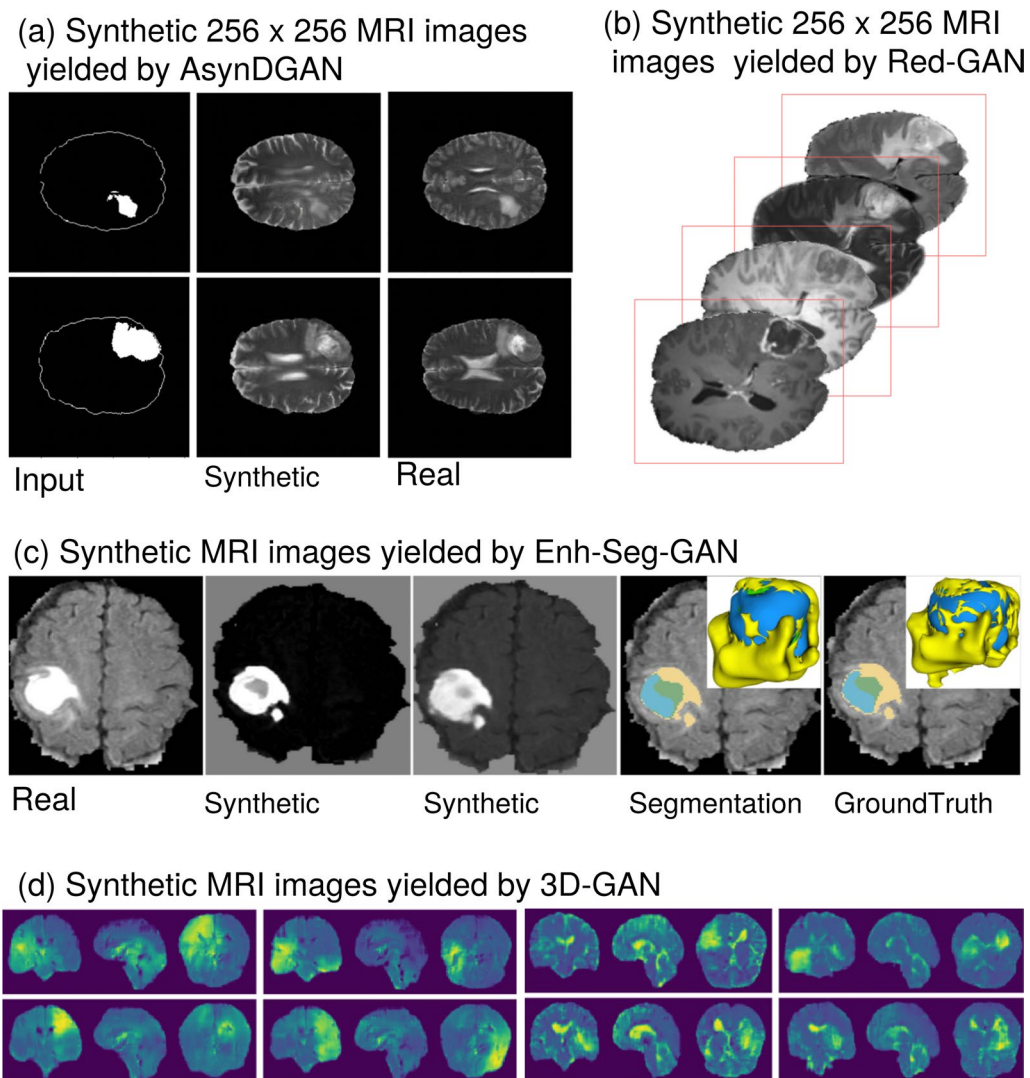 (a) Synthetic 256 x 256 MRI images
yielded by AsynDGAN
(b) Synthetic 256 x 256 MRI
images yielded by Red-GAN
Input
Synthetic
Real
(c) Synthetic MRI images yielded by Enh-Seg-GAN
Real
Synthetic
Synthetic
Segmentation
GroundTruth
(d) Synthetic MRI images yielded by 3D-GAN